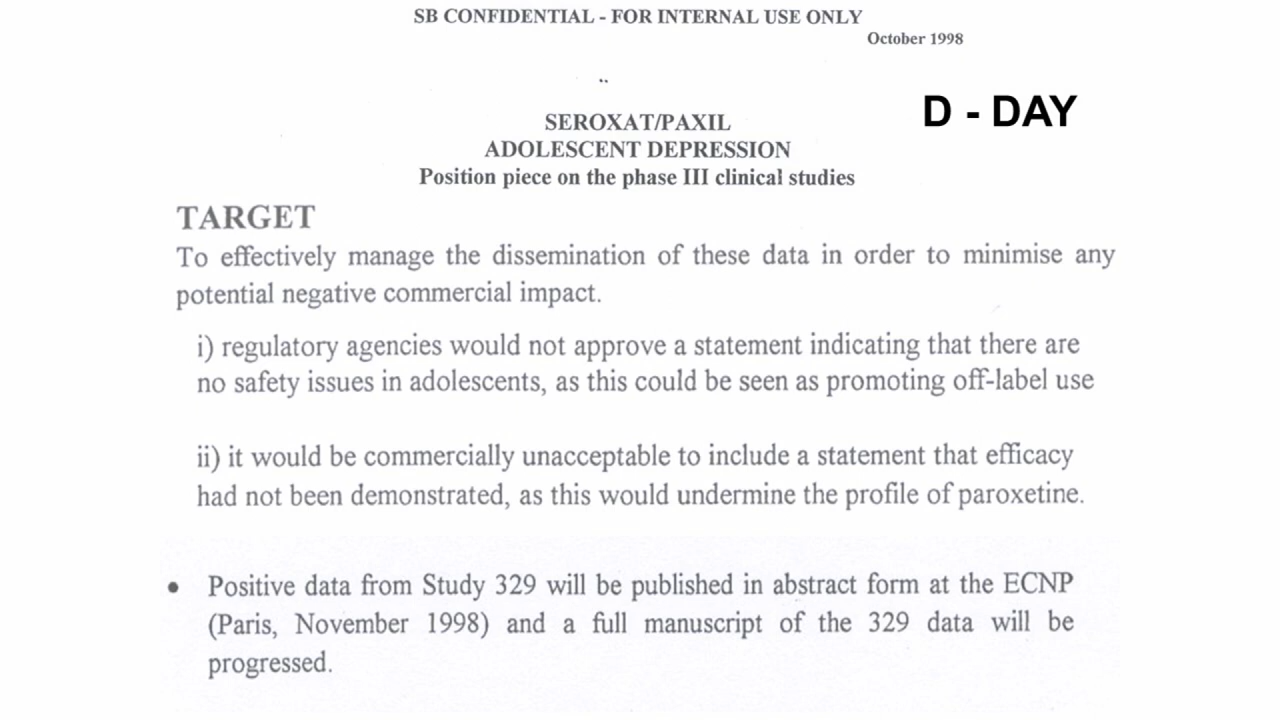 SB CONFIDENTIAL - FOR INTERNAL USE ONLY
October 1998
D - DAY
SEROXAT/PAXIL
ADOLESCENT DEPRESSION
Position piece on the phase III clinical studies
TARGET
To effectively manage the dissemination of these data in order to minimise any
potential negative commercial impact.
i) regulatory agencies would not approve a statement indicating that there are
no safety issues in adolescents, as this could be seen as promoting off-label use
ii) it would be commercially unacceptable to include a statement that efficacy
had not been demonstrated, as this would undermine the profile of paroxetine.
• Positive data from Study 329 will be published in abstract form at the ECNP
(Paris, November 1998) and a full manuscript of the 329 data will be
progressed.